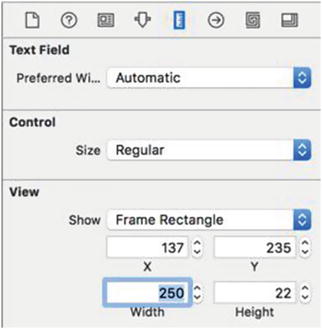 Text Field
Preferred Wi... Automatic
Control
Size Regular
View
Show Frame Rectangle
137 235
X Y
250 22
Width Height